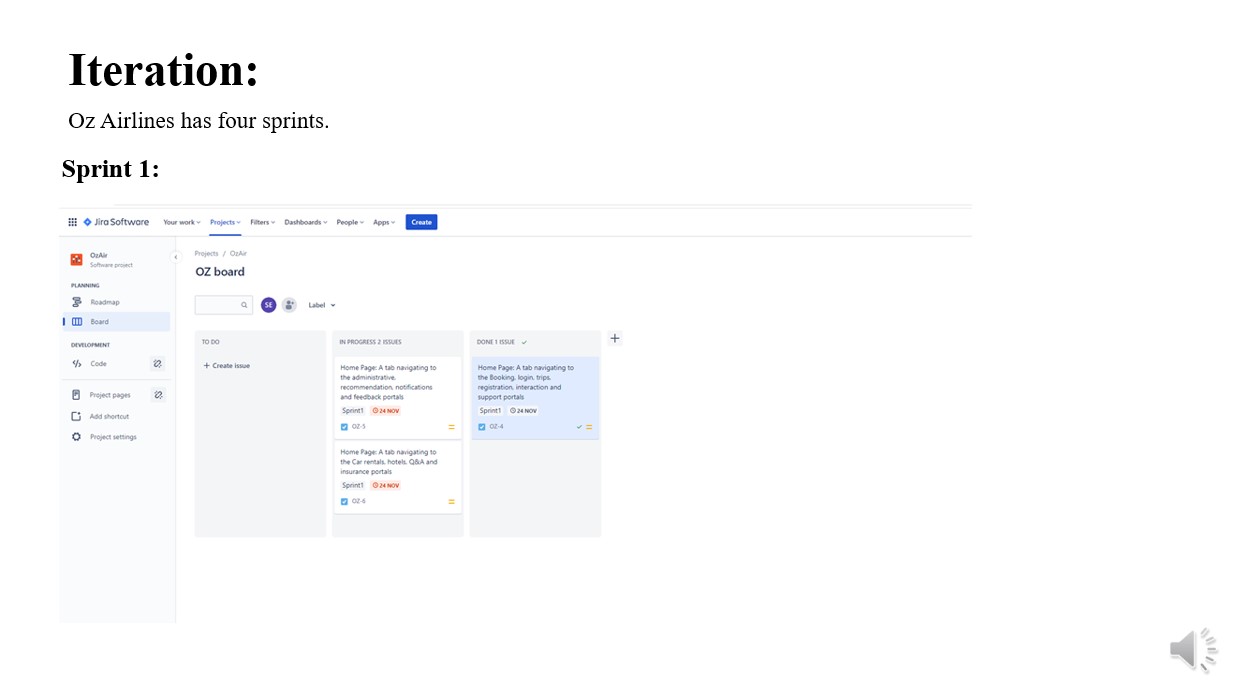 Iteration:
Oz Airlines has four sprints.
Sprint 1:
Jira Software
Your work
Projects
Filters
Dashboards
People
Apps
Create
OzAir
Software project
PLANNING
Roadmap
Board
DEVELOPMENT
Code
Project pages
Add shortcut
Project settings
Projects / OzAir
OZ board
SE
Label
TO DO
+ Create issue
IN PROGRESS 2 ISSUES
Home Page: A tab navigating to
the administrative,
recommendation, notifications
and feedback portals
Sprint1 24 NOV
OZ-5
Home Page: A tab navigating to
the Car rentals, hotels, Q&A and
insurance portals
Sprint1 24 NOV
OZ-6
DONE 1 ISSUE
Home Page: A tab navigating to
the Booking, login, trips,
registration, interaction and
support portals
Sprint1 24 NOV
OZ-4